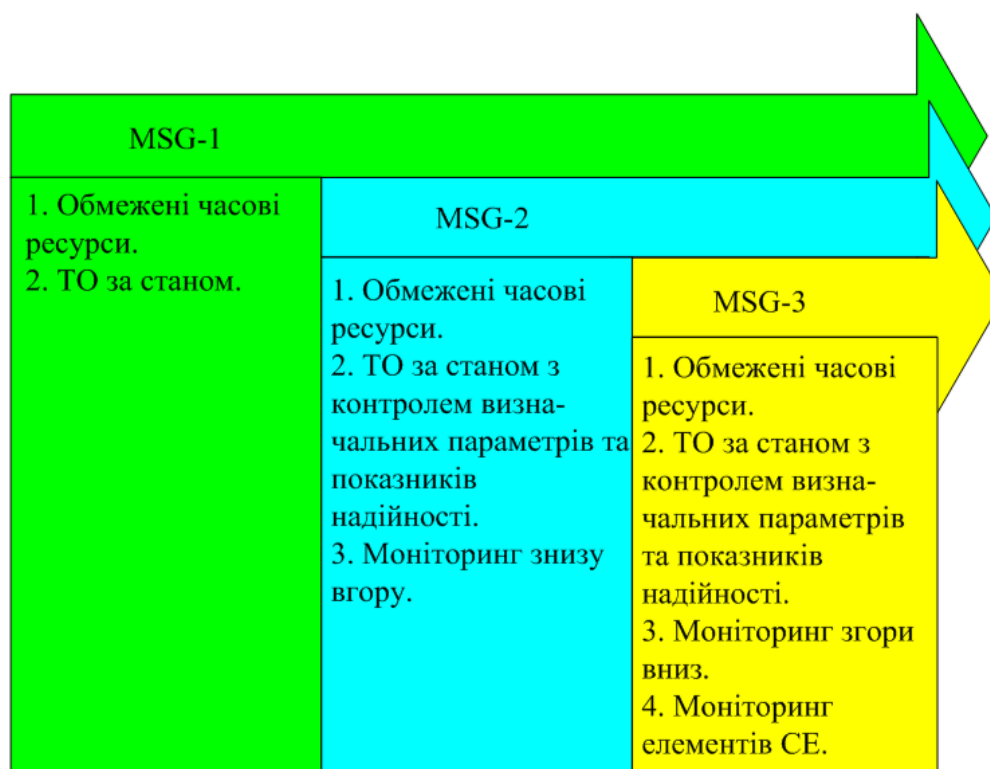 MSG-1
1. Обмежені часові
ресурси.
2. ТО за станом.
MSG-2
1. Обмежені часові
ресурси.
2. ТО за станом з
контролем визна-
чальних параметрів та
показників
надійності.
3. Моніторинг знизу
вгору.
MSG-3
1. Обмежені часові
ресурси.
2. ТО за станом з
контролем визна-
чальних параметрів
та показників
надійності.
3. Моніторинг згори
вниз.
4. Моніторинг
елементів СЕ.